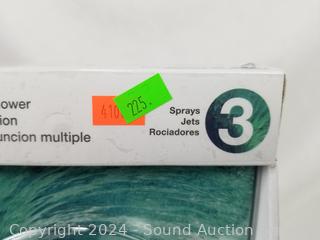 ower
ion
uncion multiple
410
225.
Sprays
Jets
Rociadores
3
Copyright 2024 - Sound Auction